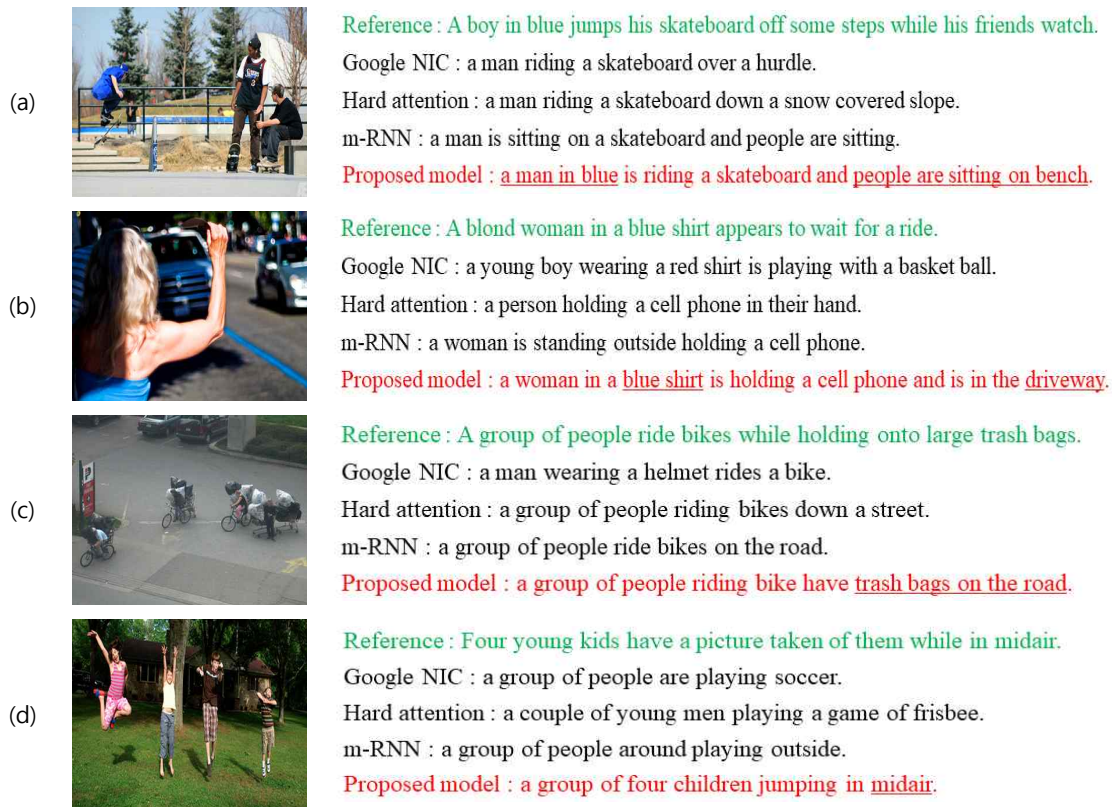 (a)
Reference : A boy in blue jumps his skateboard off some steps while his friends watch.
Google NIC : a man riding a skateboard over a hurdle.
Hard attention : a man riding a skateboard down a snow covered slope.
m-RNN : a man is sitting on a skateboard and people are sitting.
Proposed model : a man in blue is riding a skateboard and people are sitting on bench.
(b)
Reference : A blond woman in a blue shirt appears to wait for a ride.
Google NIC : a young boy wearing a red shirt is playing with a basket ball.
Hard attention : a person holding a cell phone in their hand.
m-RNN : a woman is standing outside holding a cell phone.
Proposed model : a woman in a blue shirt is holding a cell phone and is in the driveway.
(c)
Reference : A group of people ride bikes while holding onto large trash bags.
Google NIC : a man wearing a helmet rides a bike.
Hard attention : a group of people riding bikes down a street.
m-RNN : a group of people ride bikes on the road.
Proposed model : a group of people riding bike have trash bags on the road.
(d)
Reference : Four young kids have a picture taken of them while in midair.
Google NIC : a group of people are playing soccer.
Hard attention : a couple of young men playing a game of frisbee.
m-RNN : a group of people around playing outside.
Proposed model : a group of four children jumping in midair.